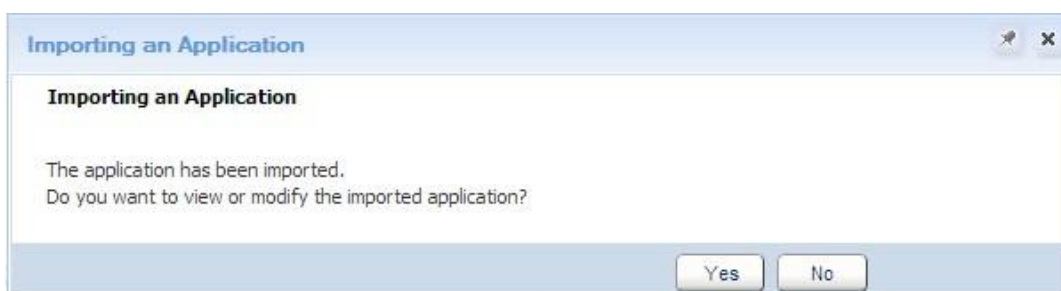 Importing an Application
Importing an Application
The application has been imported.
Do you want to view or modify the imported application?
Yes No